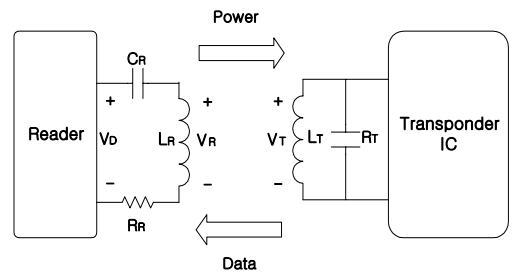 Power
CR
+
+
+
Reader
VD
LR
VR
VT
LT
RT
Transponder
IC
-
-
-
RR
Data